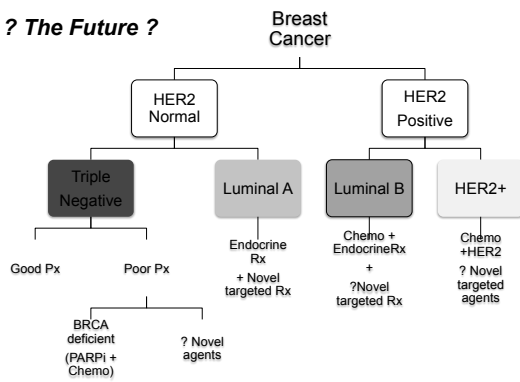 ? The Future ?
Breast
Cancer
HER2
Normal
HER2
Positive
Triple
Negative
Luminal A
Luminal B
HER2+
Good Px
Poor Px
Endocrine
Rx
+ Novel
targeted Rx
Chemo +
EndocrineRx
+
?Novel
targeted Rx
Chemo
+HER2
? Novel
targeted
agents
BRCA
deficient
(PARPi +
Chemo)
? Novel
agents